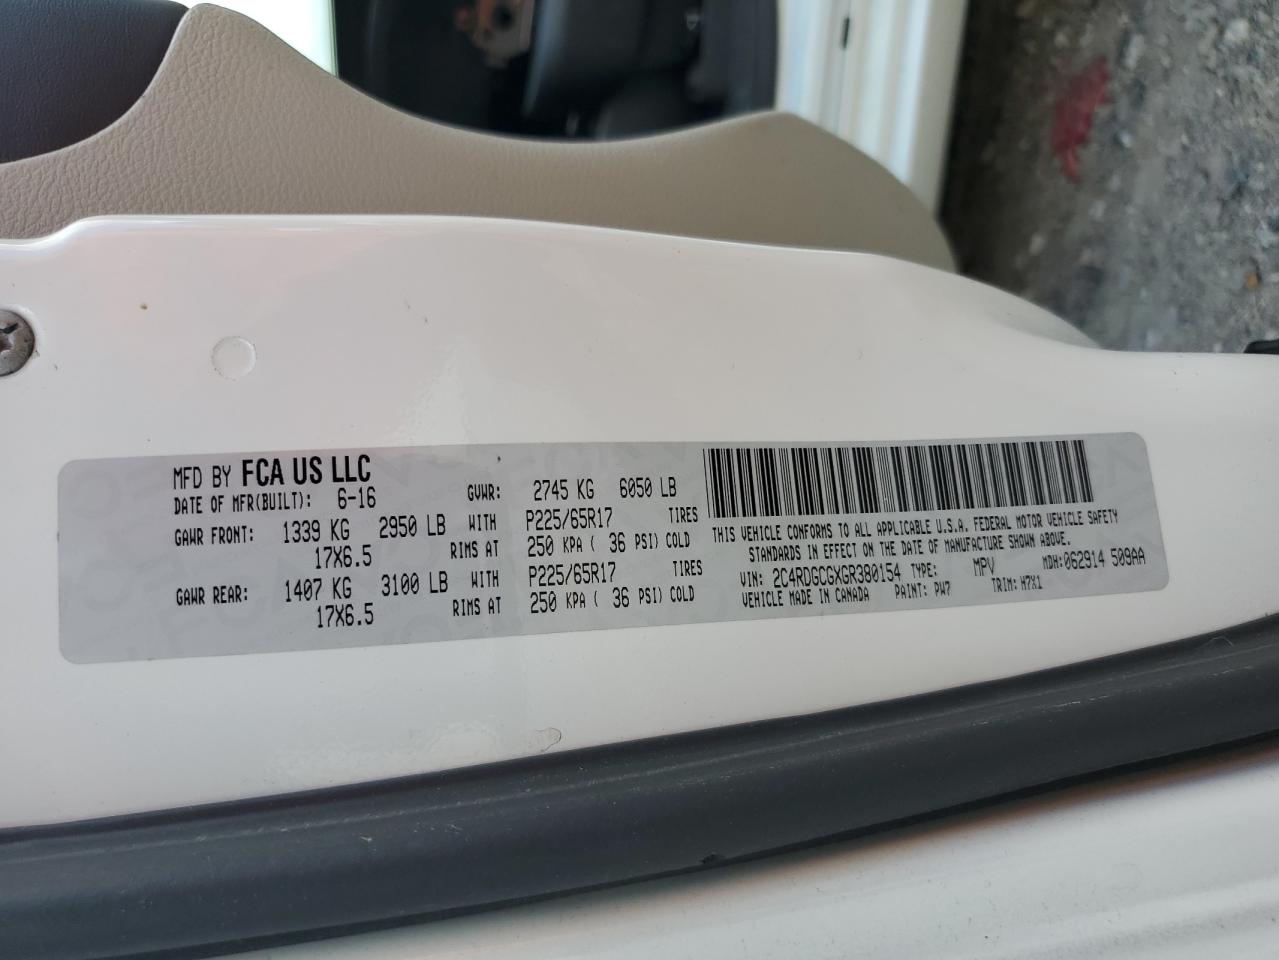 MFD BY FCA US LLC
DATE OF MFR(BUILT): 6-16 GVWR: 2745 KG 6050 LB
GAWR FRONT: 1339 KG 2950 LB WITH P225/65R17 TIRES
17X6.5 RIMS AT 250 KPA ( 36 PSI) COLD
GAWR REAR: 1407 KG 3100 LB WITH P225/65R17 TIRES
17X6.5 RIMS AT 250 KPA ( 36 PSI) COLD
THIS VEHICLE CONFORMS TO ALL APPLICABLE U.S.A. FEDERAL MOTOR VEHICLE SAFETY
STANDARDS IN EFFECT ON THE DATE OF MANUFACTURE SHOWN ABOVE.
VIN: 2C4RDGCGXGR380154 TYPE: MPV MDH: 062914 509AA
VEHICLE MADE IN CANADA PAINT: PW7 TRIM: H7X1